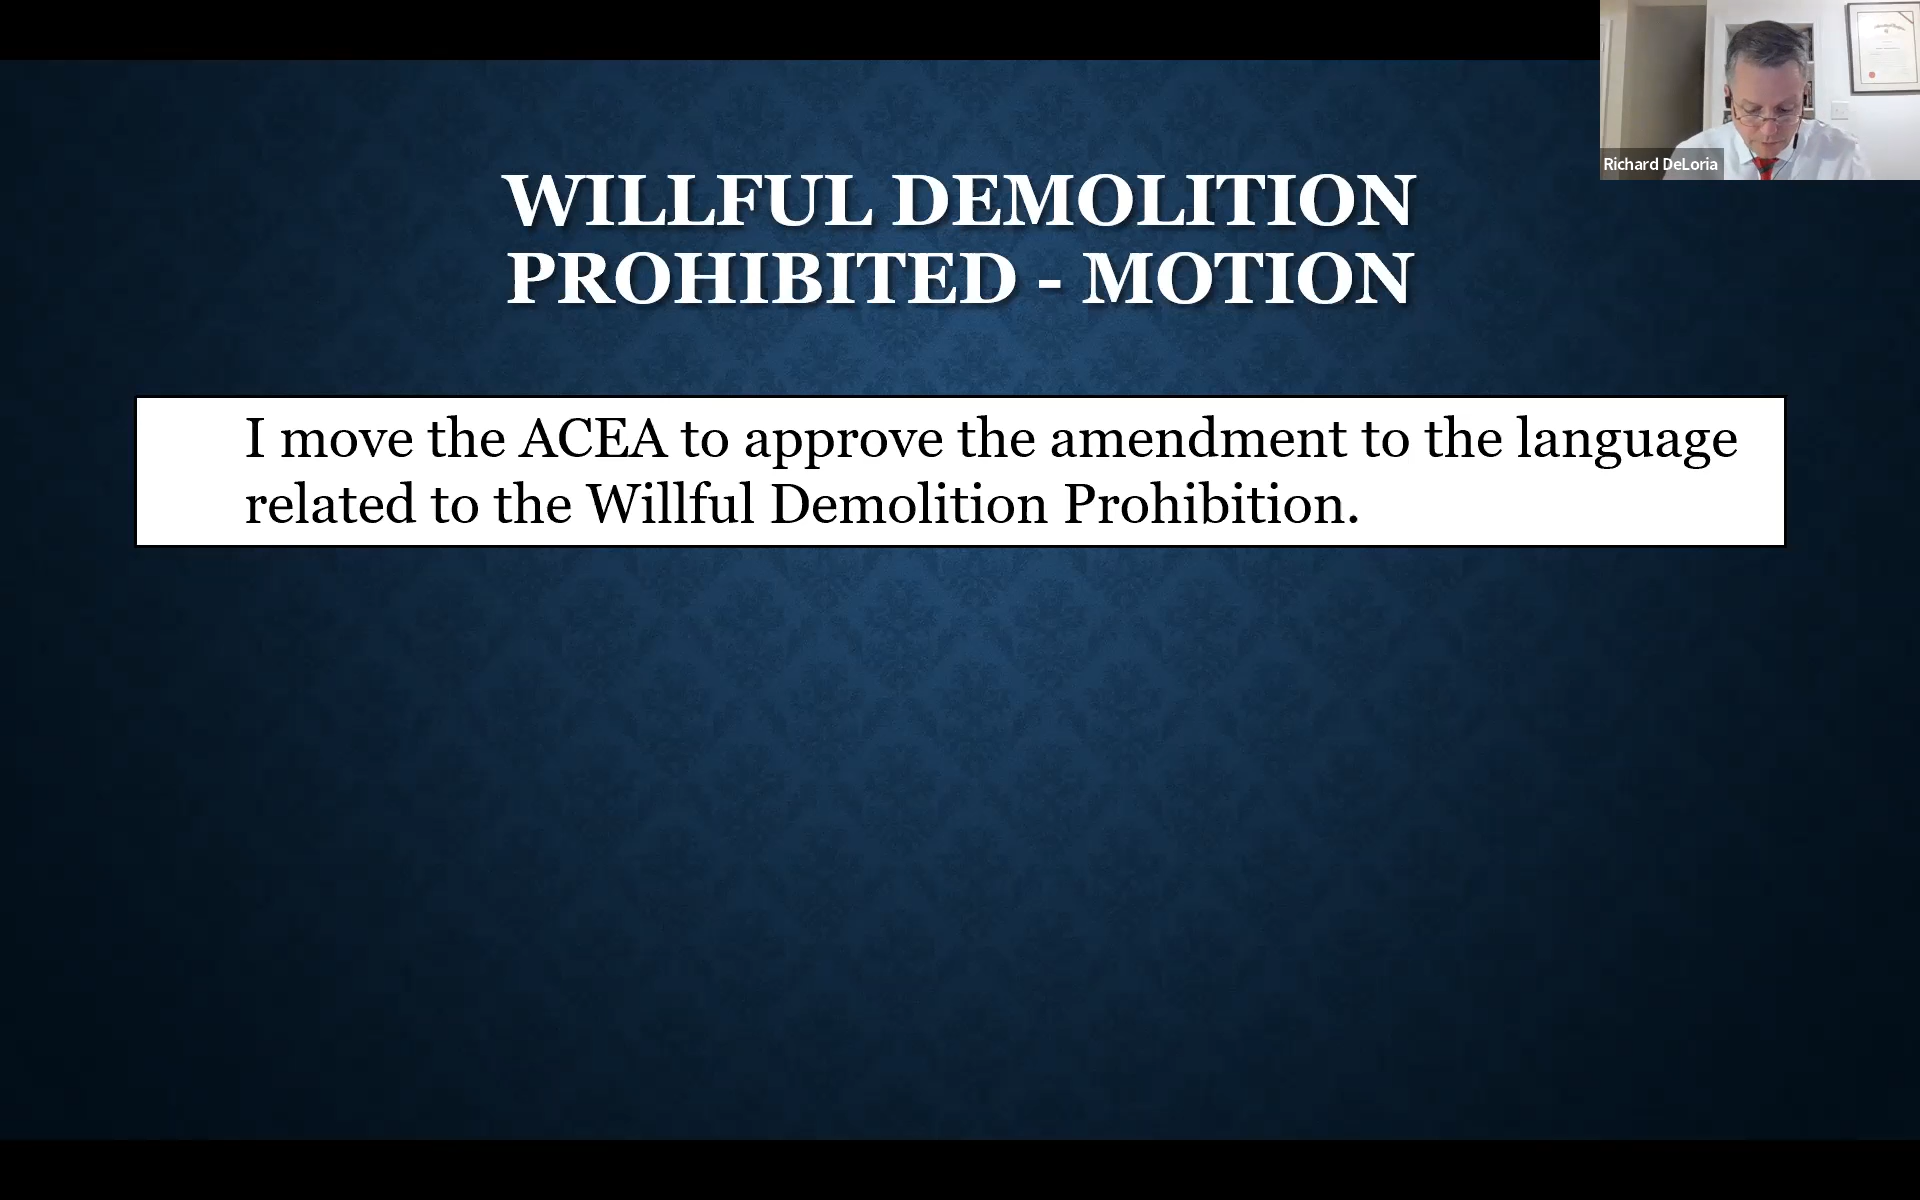 WILLFUL DEMOLITION
PROHIBITED - MOTION
I move the ACEA to approve the amendment to the language
related to the Willful Demolition Prohibition.
Richard DeLoria